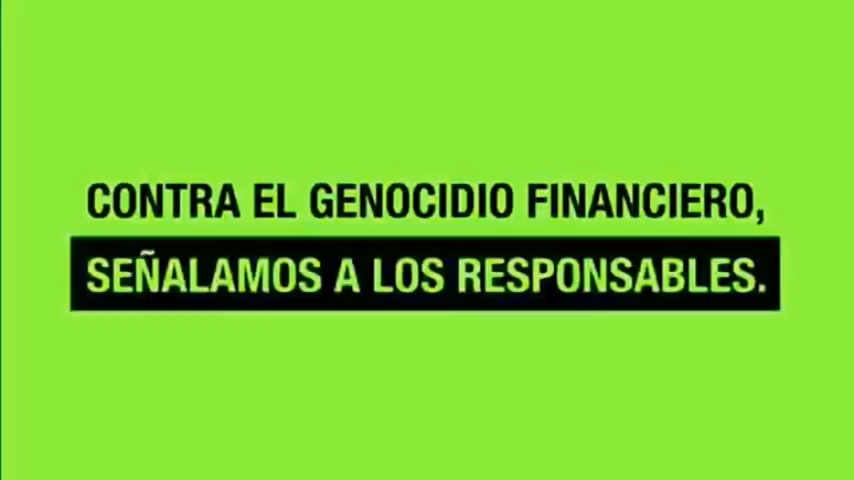 CONTRA EL GENOCIDIO FINANCIERO,
SEÑALAMOS A LOS RESPONSABLES.